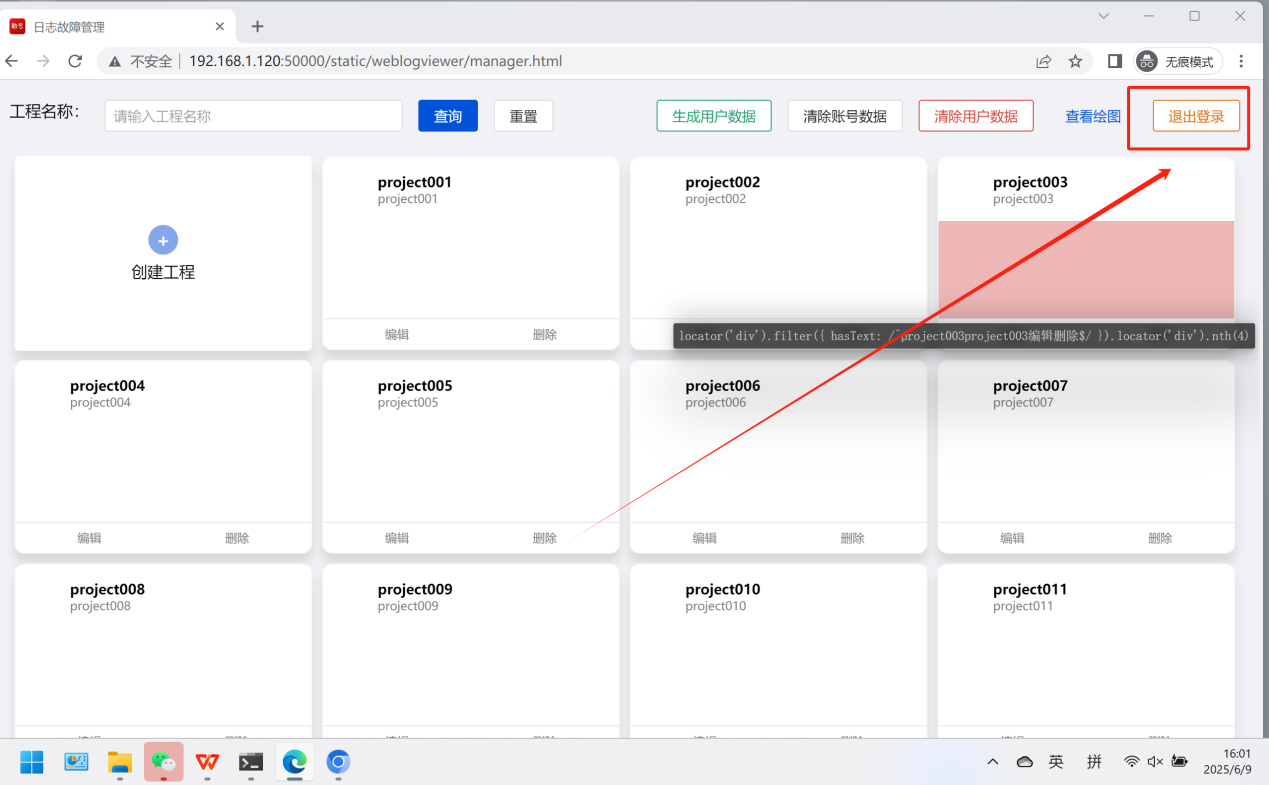 日志故障管理
不安全 192.168.1.120:50000/static/weblogviewer/manager.html 无痕模式
工程名称： 请输入工程名称 查询 重置 生成用户数据 清除账号数据 清除用户数据 查看绘图 退出登录
创建工程
project001
project001
编辑 删除
project002
project002
project003
project003
locator('div').filter({ hasText: /^project003project003编辑删除$/ }).locator('div').nth(4)
project004
project004
编辑 删除
project005
project005
编辑 删除
project006
project006
编辑 删除
project007
project007
编辑 删除
project008
project008
project009
project009
project010
project010
project011
project011
英 拼 16:01
2025/6/9